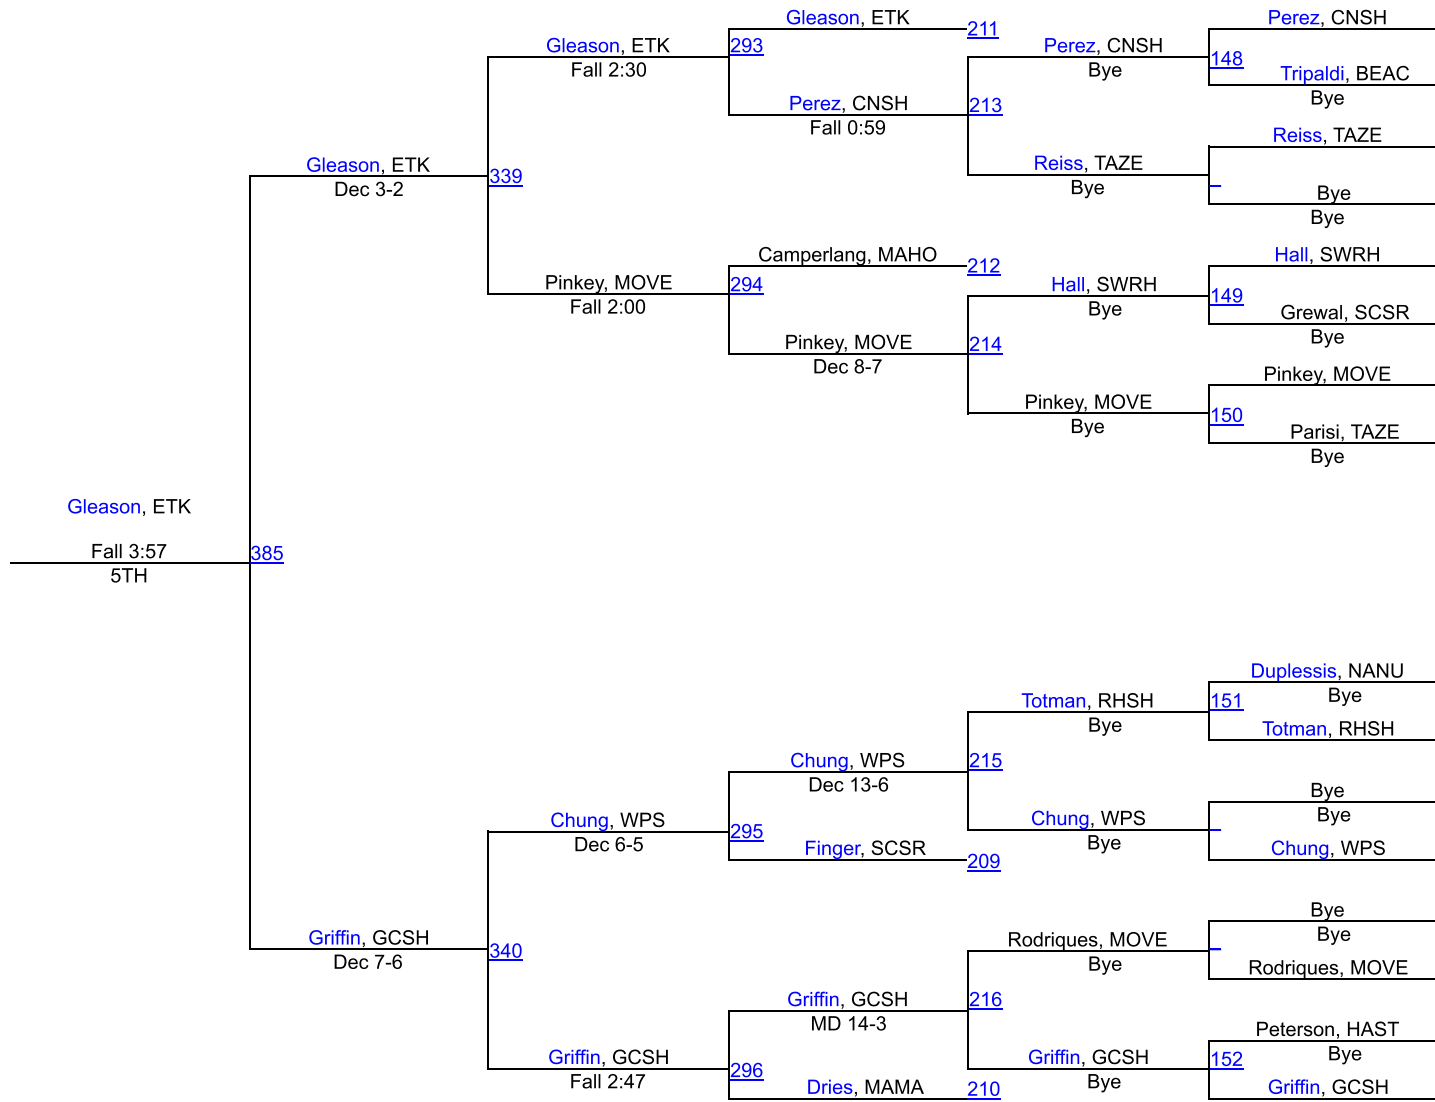 Gleason, ETK
211
Perez, CNSH
Gleason, ETK
293
Perez, CNSH
148
Fall 2:30
Bye
Tripaldi, BEAC
Bye
Perez, CNSH
213
Fall 0:59
Reiss, TAZE
Gleason, ETK
339
Reiss, TAZE
Dec 3-2
Bye
Bye
Bye
Camperlang, MAHO
212
Hall, SWRH
Pinkey, MOVE
294
Hall, SWRH
149
Fall 2:00
Bye
Grewal, SCSR
Bye
Pinkey, MOVE
214
Dec 8-7
Pinkey, MOVE
Pinkey, MOVE
150
Bye
Parisi, TAZE
Bye
Gleason, ETK
Fall 3:57
385
5TH
Duplessis, NANU
Totman, RHSH
151
Bye
Bye
Totman, RHSH
Chung, WPS
215
Dec 13-6
Bye
Chung, WPS
295
Chung, WPS
Bye
Dec 6-5
Bye
Finger, SCSR
209
Chung, WPS
Bye
Griffin, GCSH
340
Rodriques, MOVE
Bye
Dec 7-6
Bye
Rodriques, MOVE
Griffin, GCSH
216
MD 14-3
Peterson, HAST
Griffin, GCSH
296
Griffin, GCSH
152
Bye
Fall 2:47
Bye
Dries, MAMA
210
Griffin, GCSH